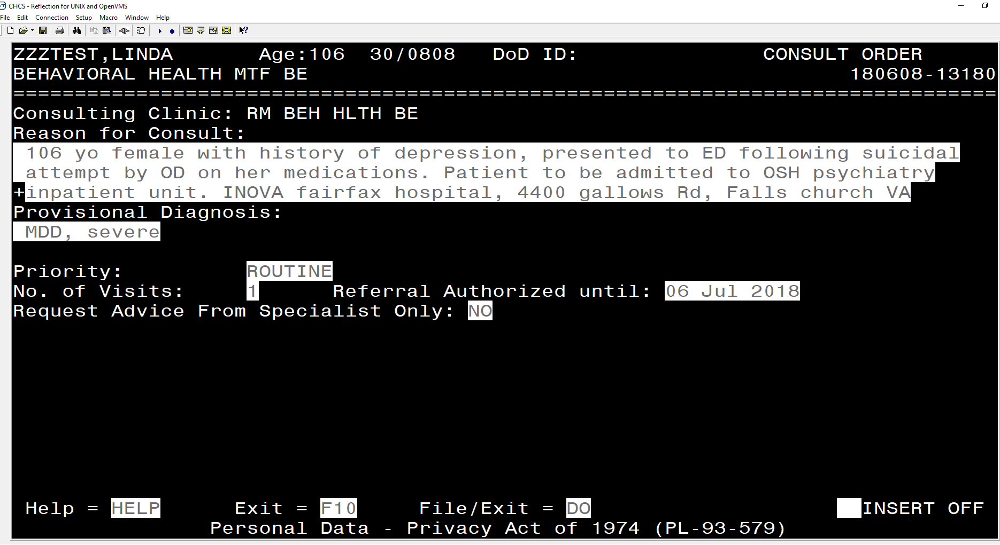 CHCS - Reflection for UNIX and OpenVMS
File Edit Connection Setup Macro Window Help
ZZZTEST,LINDA Age:106 30/0808 DoD ID: CONSULT ORDER
BEHAVIORAL HEALTH MTF BE 180608-13180
================================================================================
Consulting Clinic: RM BEH HLTH BE
Reason for Consult:
106 yo female with history of depression, presented to ED following suicidal
attempt by OD on her medications. Patient to be admitted to OSH psychiatry
+inpatient unit. INOVA fairfax hospital, 4400 gallows Rd, Falls church VA
Provisional Diagnosis:
MDD, severe
Priority: ROUTINE
No. of Visits: 1 Referral Authorized until: 06 Jul 2018
Request Advice From Specialist Only: NO
Help = HELP Exit = F10 File/Exit = DO INSERT OFF
Personal Data - Privacy Act of 1974 (PL-93-579)